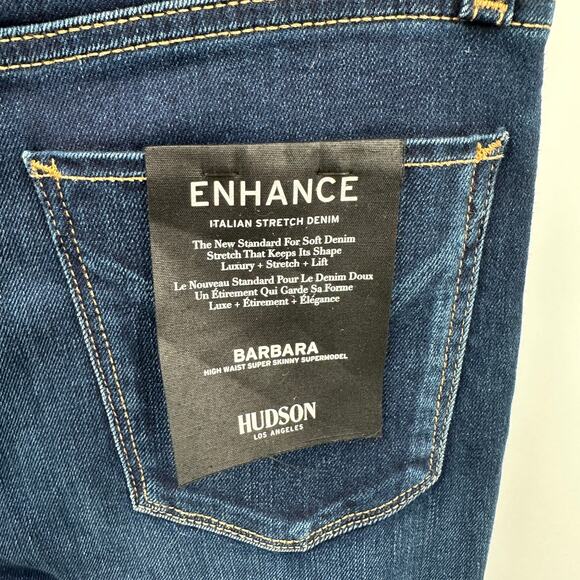 ENHANCE
ITALIAN STRETCH DENIM
The New Standard For Soft Denim
Stretch That Keeps Its Shape
Luxury + Stretch + Lift
Le Nouveau Standard Pour Le Denim Doux
Un Étirement Qui Garde Sa Forme
Luxe + Étirement + Élégance
BARBARA
HIGH WAIST SUPER SKINNY SUPERMODEL
HUDSON
LOS ANGELES